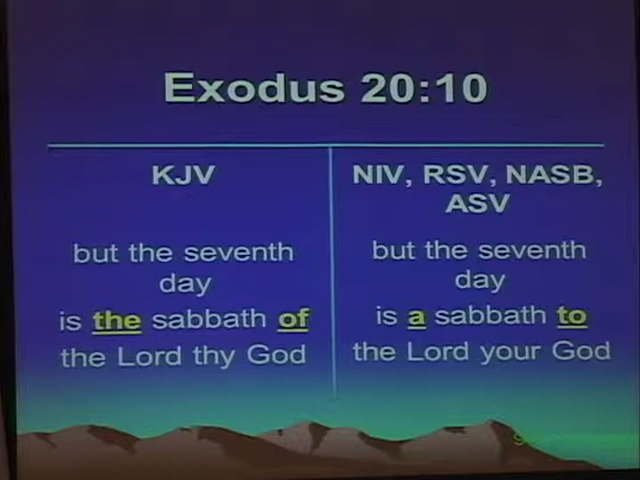 Exodus 20:10
KJV
but the seventh
day
is the sabbath of
the Lord thy God
NIV, RSV, NASB,
ASV
but the seventh
day
is a sabbath to
the Lord your God